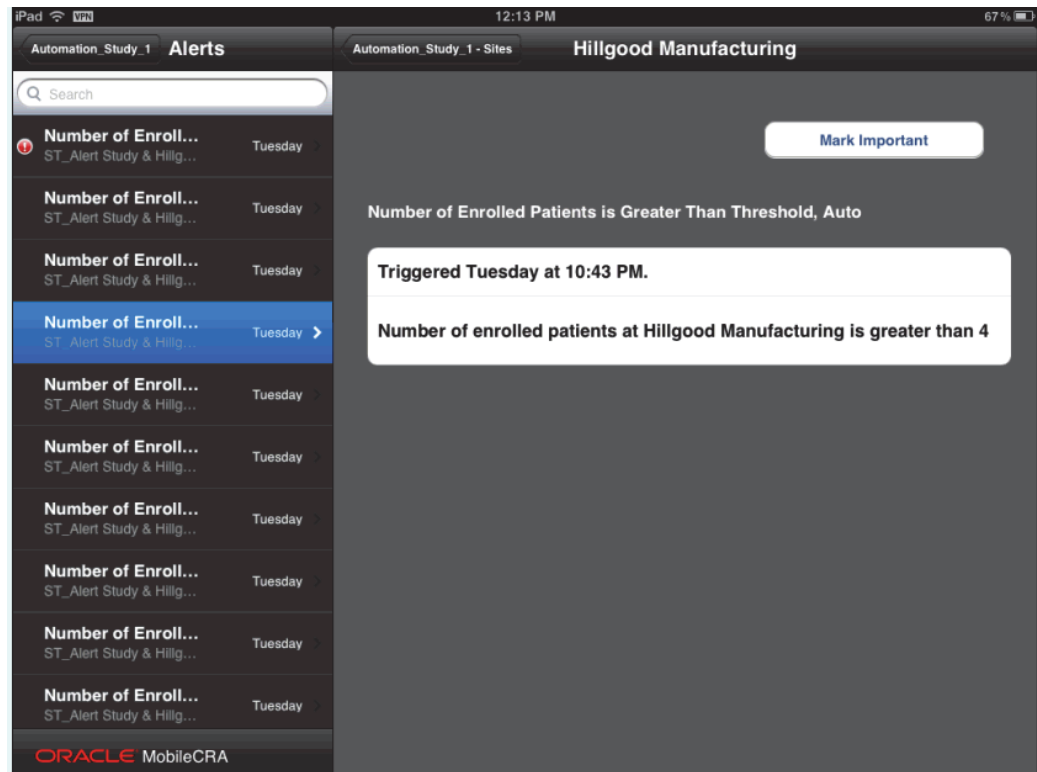 iPad VPN 12:13 PM 67%
Automation_Study_1 Alerts
Automation_Study_1 - Sites Hillgood Manufacturing
Search
Number of Enroll...
ST_Alert Study & Hillg...
Tuesday
Number of Enroll...
ST_Alert Study & Hillg...
Tuesday
Number of Enroll...
ST_Alert Study & Hillg...
Tuesday
Number of Enroll...
ST_Alert Study & Hillg...
Tuesday
Number of Enroll...
ST_Alert Study & Hillg...
Tuesday
Number of Enroll...
ST_Alert Study & Hillg...
Tuesday
Number of Enroll...
ST_Alert Study & Hillg...
Tuesday
Number of Enroll...
ST_Alert Study & Hillg...
Tuesday
Number of Enroll...
ST_Alert Study & Hillg...
Tuesday
Number of Enroll...
ST_Alert Study & Hillg...
Tuesday
ORACLE MobileCRA
Mark Important
Number of Enrolled Patients is Greater Than Threshold, Auto
Triggered Tuesday at 10:43 PM.
Number of enrolled patients at Hillgood Manufacturing is greater than 4